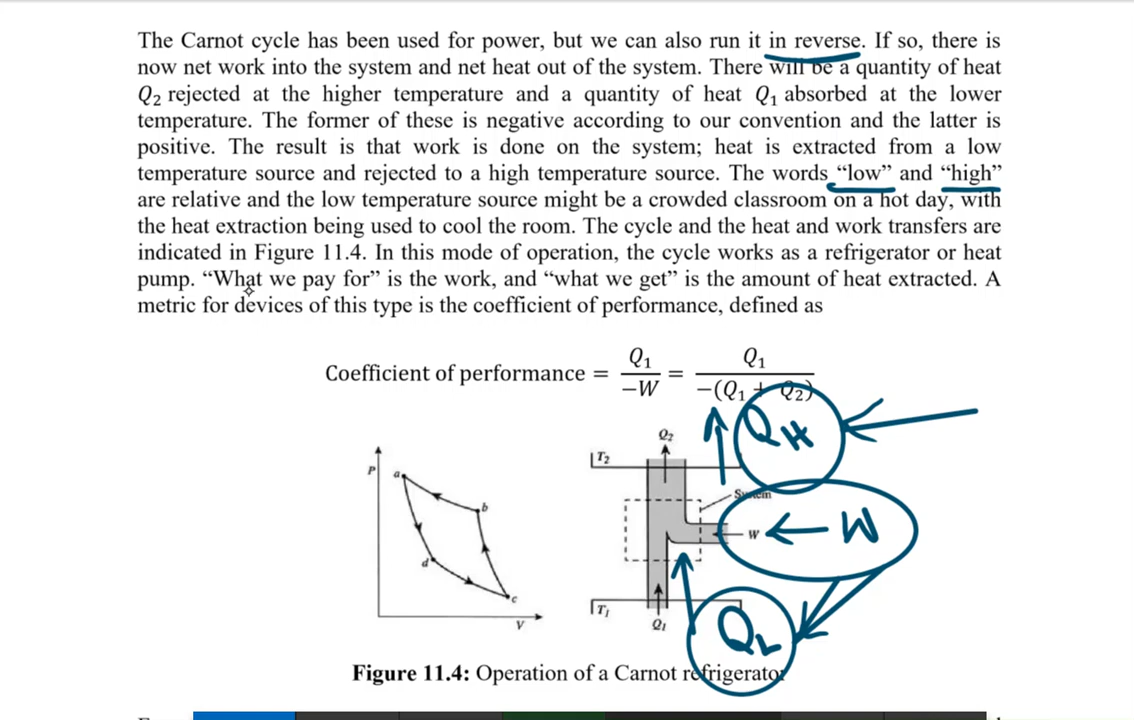 The Carnot cycle has been used for power, but we can also run it in reverse. If so, there is
now net work into the system and net heat out of the system. There will be a quantity of heat
Q₂ rejected at the higher temperature and a quantity of heat Q₁ absorbed at the lower
temperature. The former of these is negative according to our convention and the latter is
positive. The result is that work is done on the system; heat is extracted from a low
temperature source and rejected to a high temperature source. The words “low” and “high”
are relative and the low temperature source might be a crowded classroom on a hot day, with
the heat extraction being used to cool the room. The cycle and the heat and work transfers are
indicated in Figure 11.4. In this mode of operation, the cycle works as a refrigerator or heat
pump. “What we pay for” is the work, and “what we get” is the amount of heat extracted. A
metric for devices of this type is the coefficient of performance, defined as
Coefficient of performance = Q₁/−W = Q₁/−(Q₁ + Q₂)
Q_H
Q₂
T₂
P
a
System
b
W
← W
d
c
T₁
Q₁
V
Q_L
Figure 11.4: Operation of a Carnot refrigerator